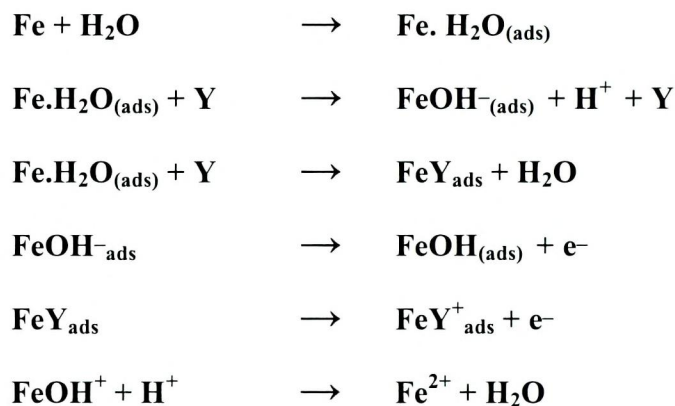 Fe + H₂O → Fe. H₂O(ads)
Fe.H₂O(ads) + Y → FeOH⁻(ads) + H⁺ + Y
Fe.H₂O(ads) + Y → FeYads + H₂O
FeOH⁻ads → FeOH(ads) + e⁻
FeYads → FeY⁺ads + e⁻
FeOH⁺ + H⁺ → Fe²⁺ + H₂O